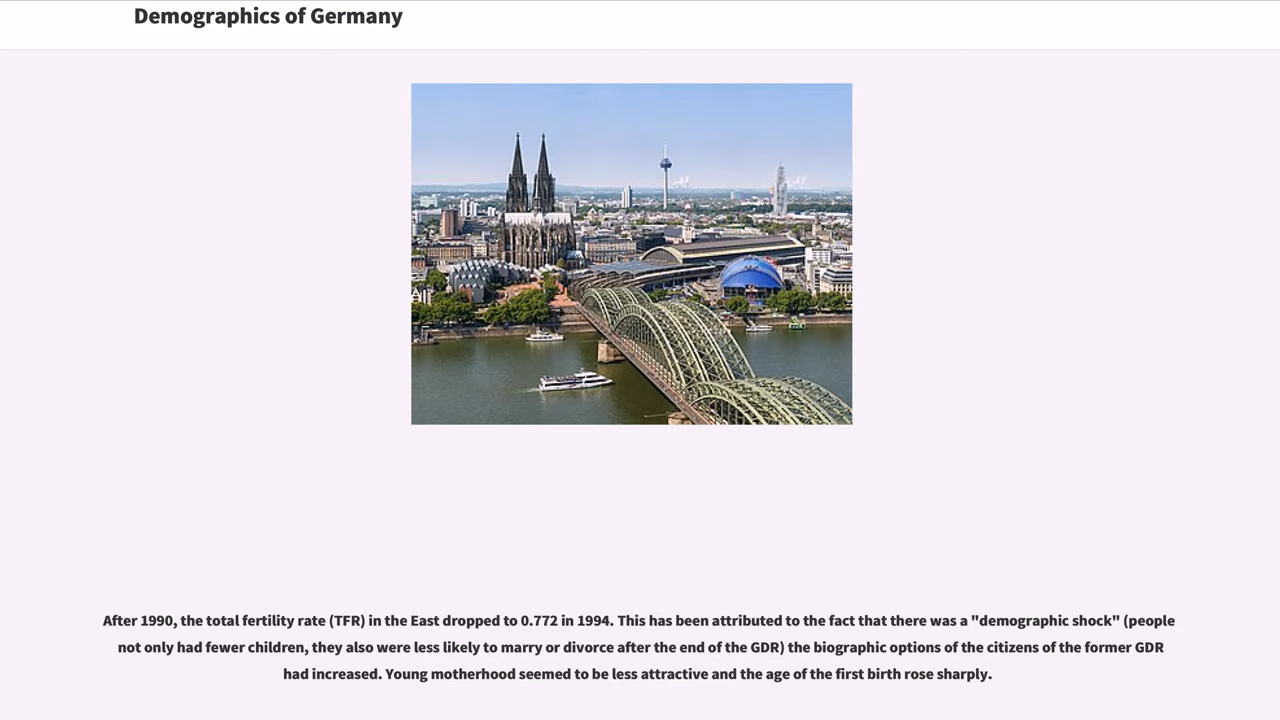 Demographics of Germany
After 1990, the total fertility rate (TFR) in the East dropped to 0.772 in 1994. This has been attributed to the fact that there was a "demographic shock" (people
not only had fewer children, they also were less likely to marry or divorce after the end of the GDR) the biographic options of the citizens of the former GDR
had increased. Young motherhood seemed to be less attractive and the age of the first birth rose sharply.